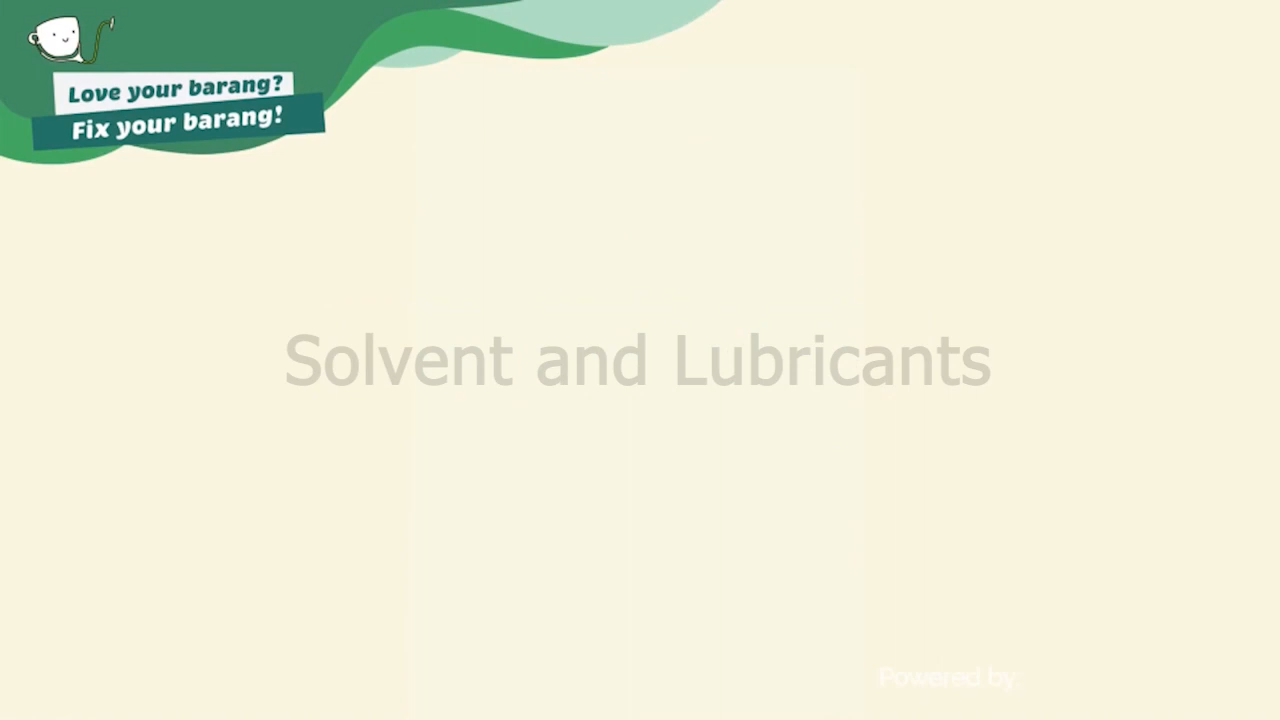 Love your barang?
Fix your barang!
Solvent and Lubricants
Powered by